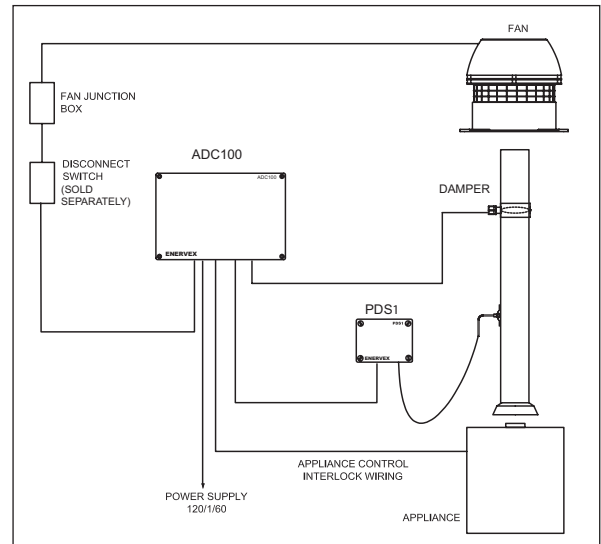 FAN
FAN JUNCTION
BOX
DISCONNECT
SWITCH
(SOLD
SEPARATELY)
ADC100
ADC100
ENERVEX
DAMPER
PDS1
PDS1
ENERVEX
APPLIANCE CONTROL
INTERLOCK WIRING
POWER SUPPLY
120/1/60
APPLIANCE